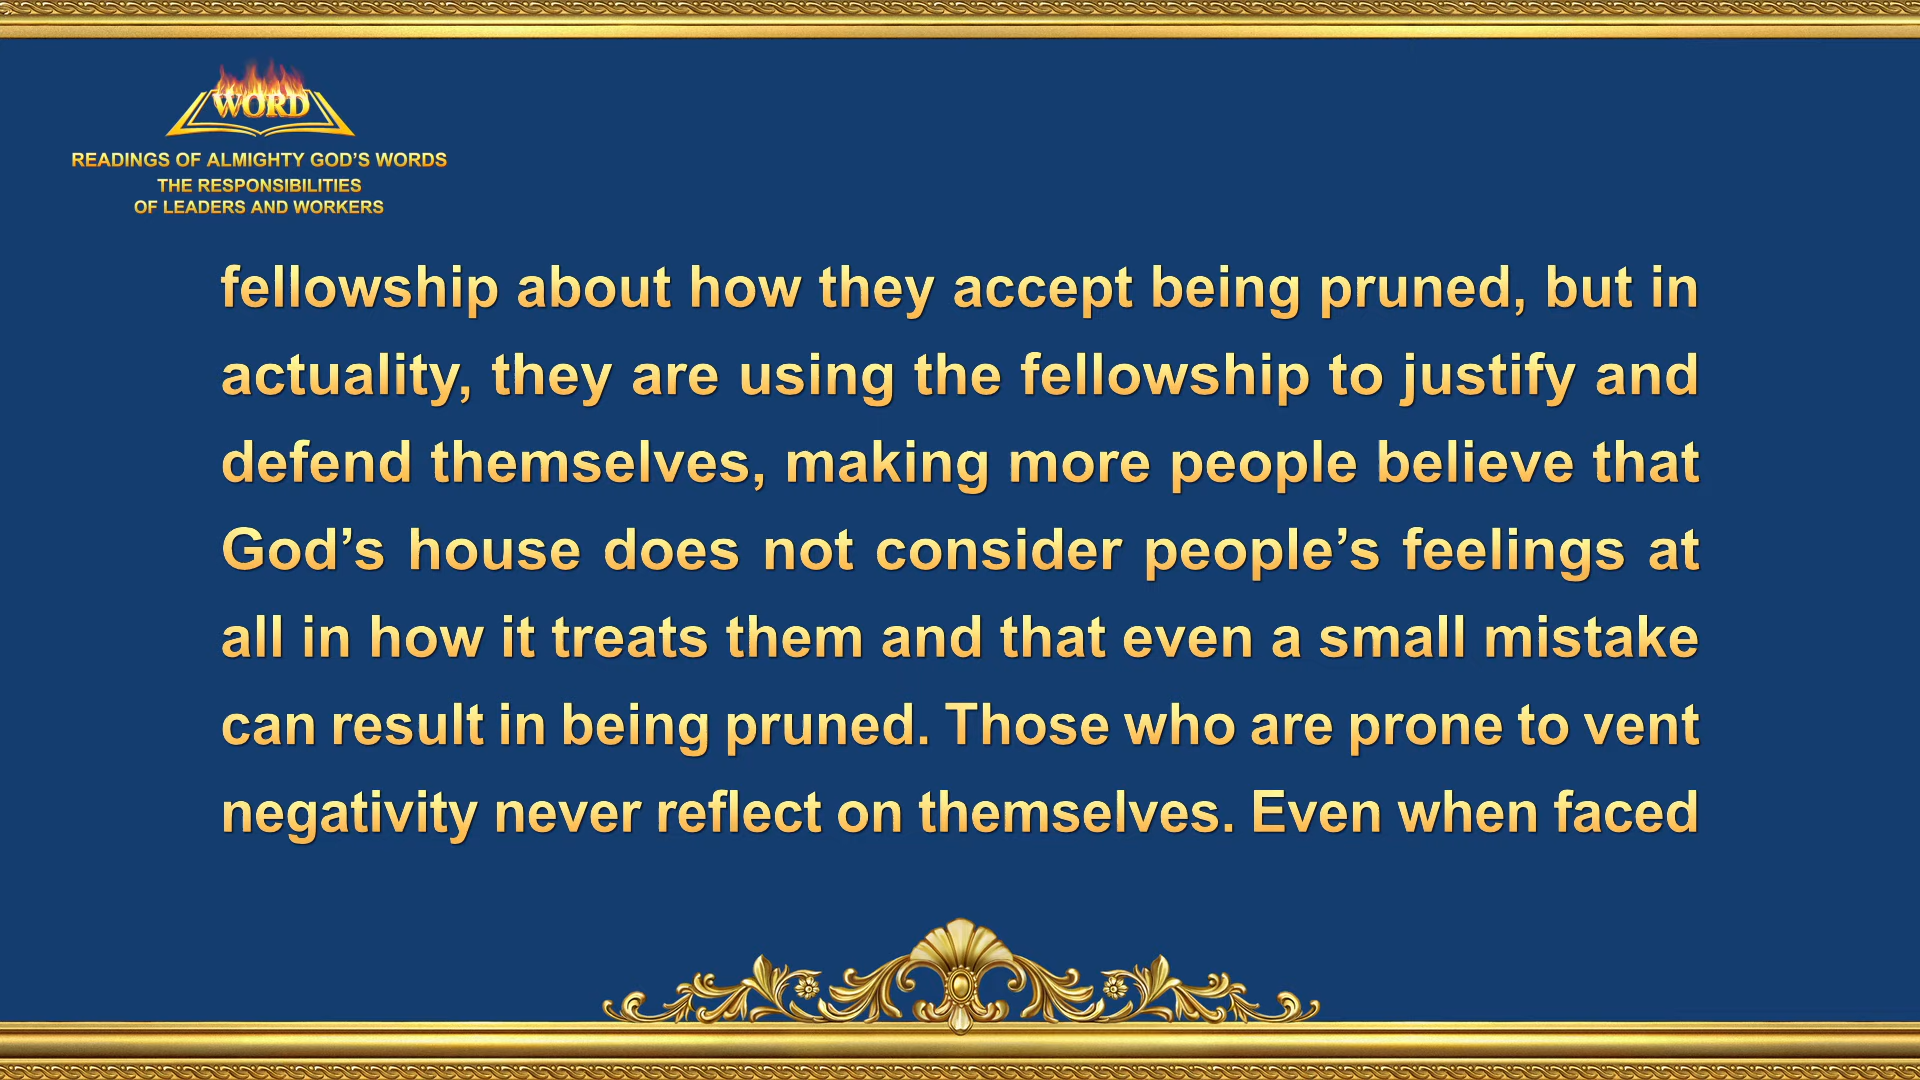 WORD
READINGS OF ALMIGHTY GOD’S WORDS
THE RESPONSIBILITIES
OF LEADERS AND WORKERS
fellowship about how they accept being pruned, but in
actuality, they are using the fellowship to justify and
defend themselves, making more people believe that
God’s house does not consider people’s feelings at
all in how it treats them and that even a small mistake
can result in being pruned. Those who are prone to vent
negativity never reflect on themselves. Even when faced